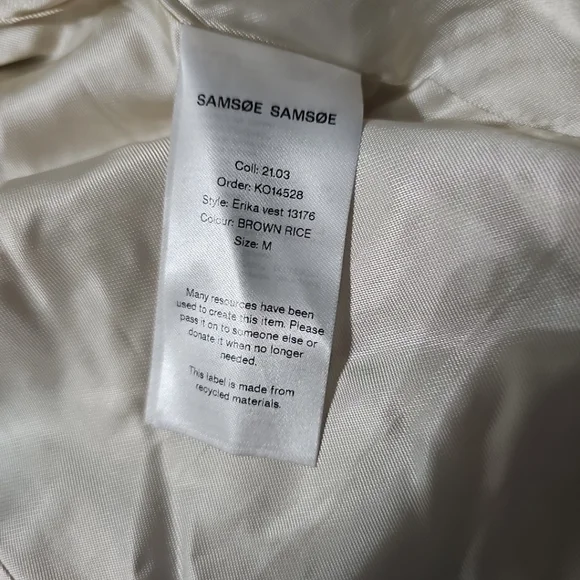 SAMSØE SAMSØE
Coll: 21.03
Order: KO14528
Style: Erika vest 13176
Colour: BROWN RICE
Size: M
Many resources have been
used to create this item. Please
pass it on to someone else or
donate it when no longer
needed.
This label is made from
recycled materials.